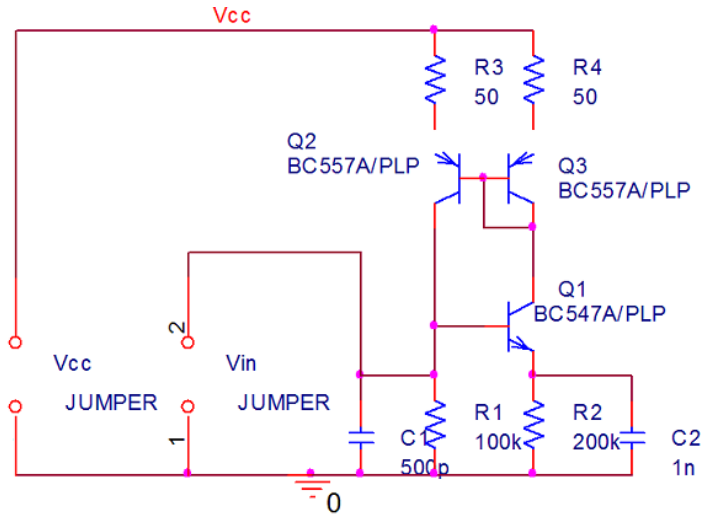 Vcc
R3
50
R4
50
Q2
BC557A/PLP
Q3
BC557A/PLP
Q1
BC547A/PLP
2
Vcc
JUMPER
Vin
JUMPER
1
C1
500p
R1
100k
R2
200k
C2
1n
0